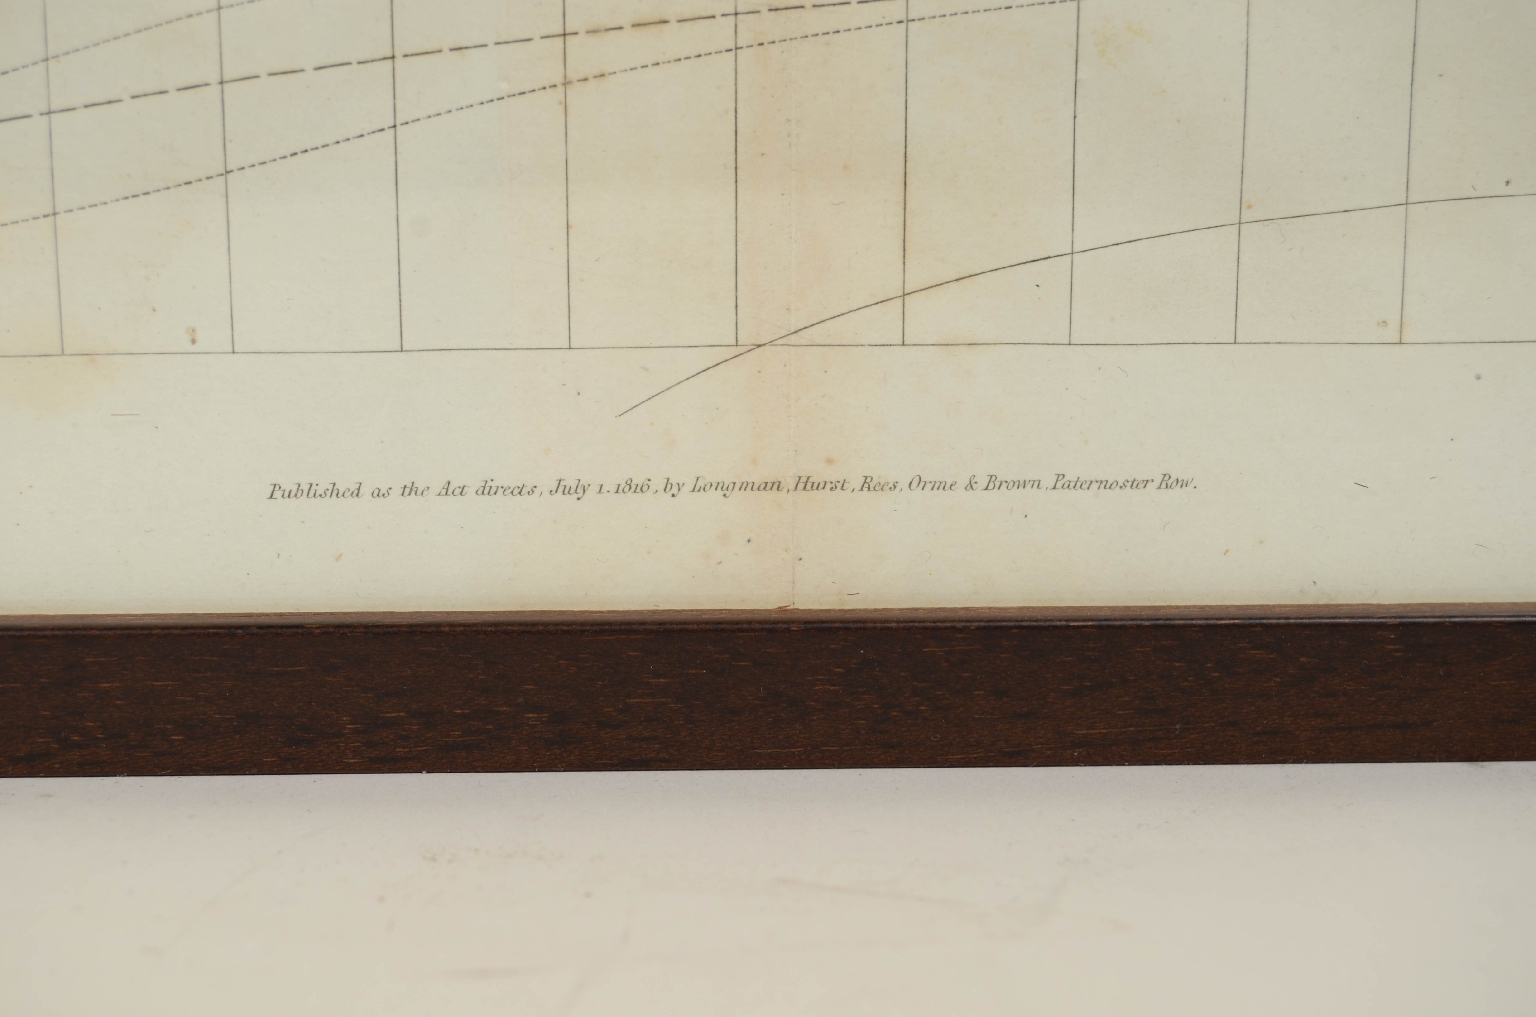 Published as the Act directs, July 1. 1816, by Longman, Hurst, Rees, Orme & Brown, Paternoster Row.